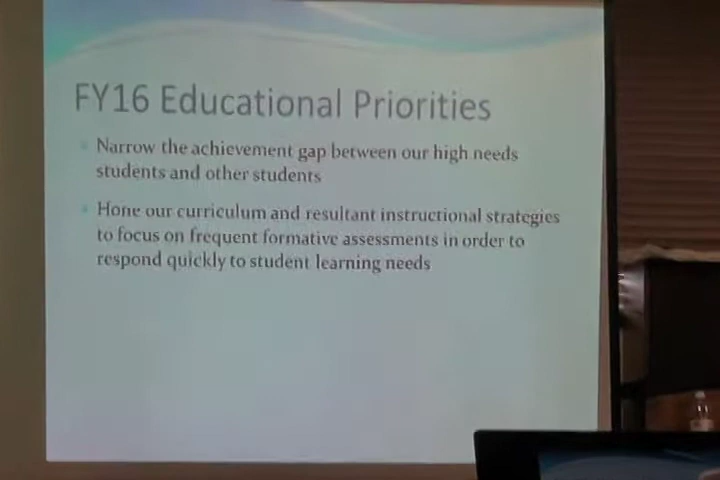 FY16 Educational Priorities
Narrow the achievement gap between our high needs
students and other students
Hone our curriculum and resultant instructional strategies
to focus on frequent formative assessments in order to
respond quickly to student learning needs